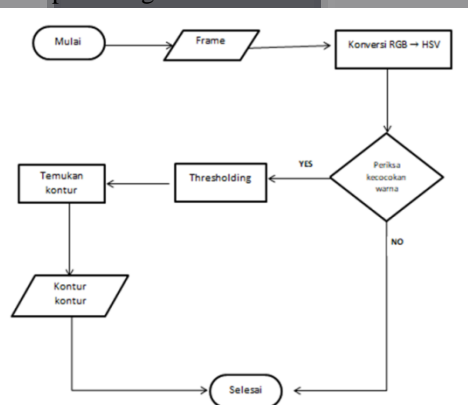 Mulai
Frame
Konversi RGB → HSV
Periksa
kecocokan
warna
YES
NO
Thresholding
Temukan
kontur
Kontur
kontur
Selesai